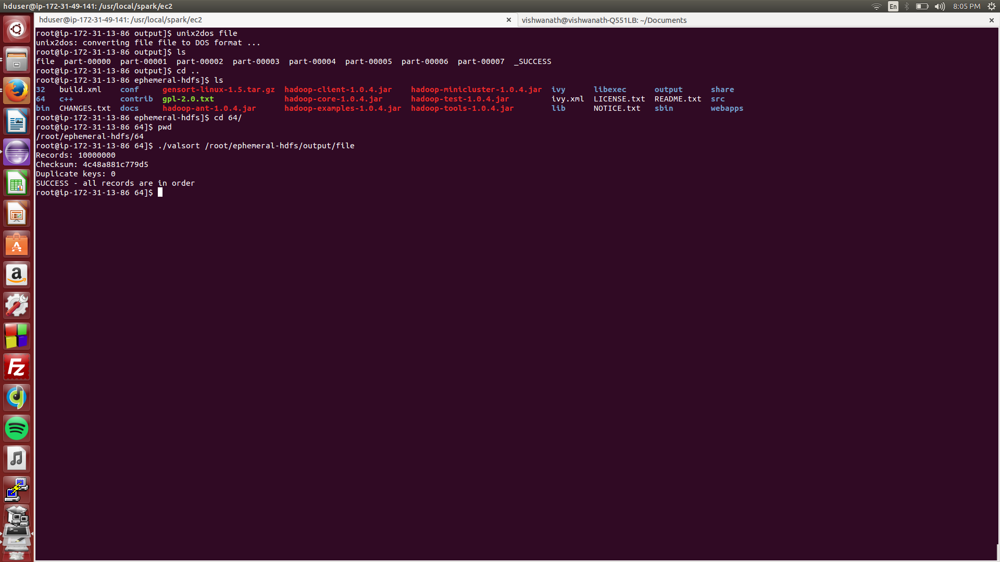 hduser@ip-172-31-49-141: /usr/local/spark/ec2
En
8:05 PM
hduser@ip-172-31-49-141: /usr/local/spark/ec2
vishwanath@vishwanath-Q551LB: ~/Documents
root@ip-172-31-13-86 output]$ unix2dos file
unix2dos: converting file file to DOS format ...
root@ip-172-31-13-86 output]$ ls
file  part-00000  part-00001  part-00002  part-00003  part-00004  part-00005  part-00006  part-00007  _SUCCESS
root@ip-172-31-13-86 output]$ cd ..
root@ip-172-31-13-86 ephemeral-hdfs]$ ls
32   build.xml    conf     gensort-linux-1.5.tar.gz  hadoop-client-1.0.4.jar    hadoop-minicluster-1.0.4.jar  ivy      libexec      output      share
64   c++          contrib  gpl-2.0.txt               hadoop-core-1.0.4.jar      hadoop-test-1.0.4.jar         ivy.xml  LICENSE.txt  README.txt  src
bin  CHANGES.txt  docs     hadoop-ant-1.0.4.jar      hadoop-examples-1.0.4.jar  hadoop-tools-1.0.4.jar        lib      NOTICE.txt   sbin        webapps
root@ip-172-31-13-86 ephemeral-hdfs]$ cd 64/
root@ip-172-31-13-86 64]$ pwd
/root/ephemeral-hdfs/64
root@ip-172-31-13-86 64]$ ./valsort /root/ephemeral-hdfs/output/file
Records: 10000000
Checksum: 4c48a881c779d5
Duplicate keys: 0
SUCCESS - all records are in order
root@ip-172-31-13-86 64]$